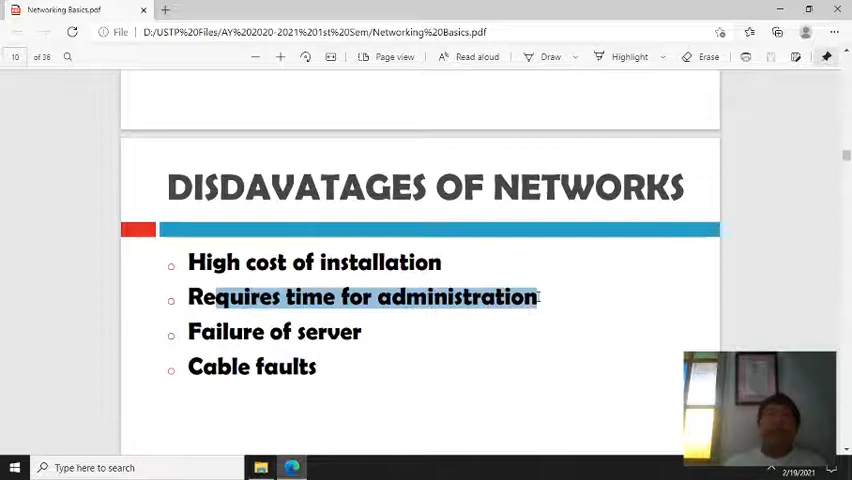 Networking Basics.pdf
File
D:/USTP%20Files/AY%202020-2021%201st%20Sem/Networking%20Basics.pdf
10 of 36
Page view
Read aloud
Draw
Highlight
Erase
DISDAVATAGES OF NETWORKS
High cost of installation
Requires time for administration
Failure of server
Cable faults
Type here to search
2/19/2021